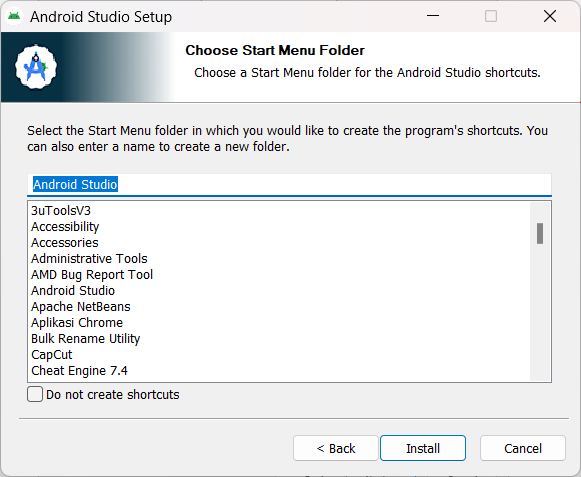 Android Studio Setup
Choose Start Menu Folder
Choose a Start Menu folder for the Android Studio shortcuts.
Select the Start Menu folder in which you would like to create the program's shortcuts. You
can also enter a name to create a new folder.
Android Studio
3uToolsV3
Accessibility
Accessories
Administrative Tools
AMD Bug Report Tool
Android Studio
Apache NetBeans
Aplikasi Chrome
Bulk Rename Utility
CapCut
Cheat Engine 7.4
Do not create shortcuts
< Back
Install
Cancel